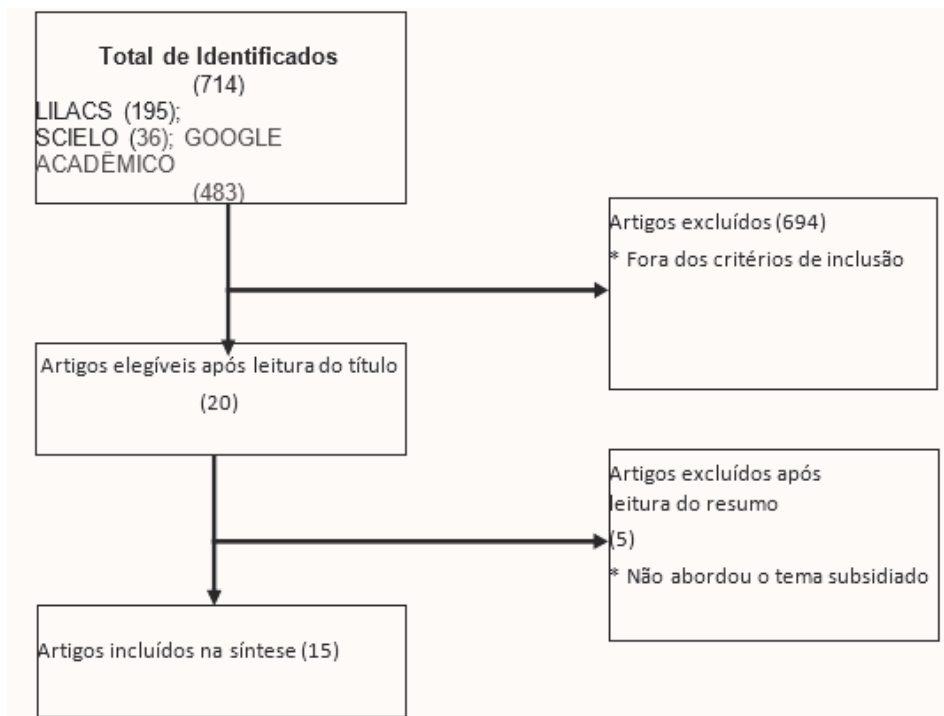 Total de Identificados
(714)
LILACS (195);
SCIELO (36); GOOGLE
ACADÊMICO
(483)
Artigos excluídos (694)
* Fora dos critérios de inclusão
Artigos elegíveis após leitura do título
(20)
Artigos excluídos após
leitura do resumo
(5)
* Não abordou o tema subsidiado
Artigos incluídos na síntese (15)